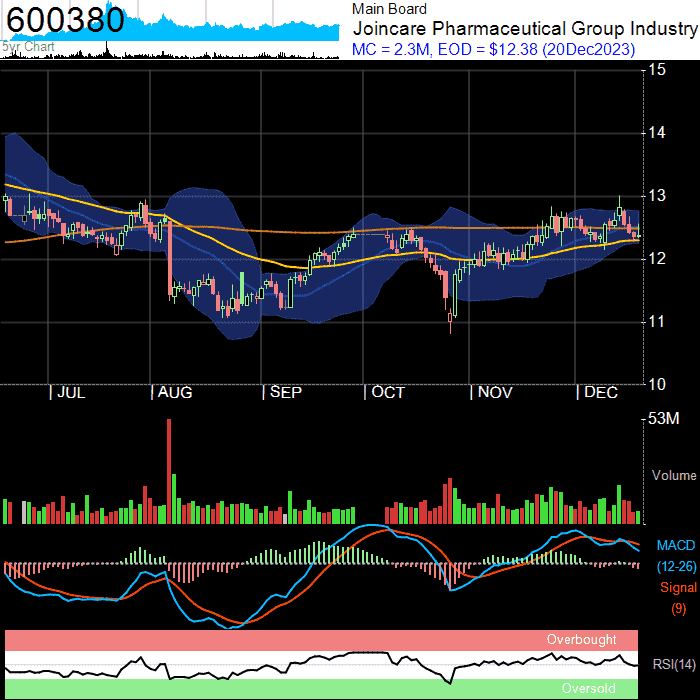 600380
5yr Chart
Main Board
Joincare Pharmaceutical Group Industry
MC = 2.3M, EOD = $12.38 (20Dec2023)
15
14
13
12
11
10
JUL
AUG
SEP
OCT
NOV
DEC
53M
Volume
MACD
(12-26)
Signal
(9)
Overbought
RSI(14)
Oversold